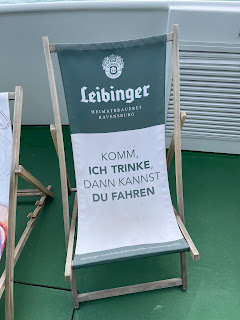 Leibinger
HEIMATBRAUEREI
RAVENSBURG
KOMM,
ICH TRINKE,
DANN KANNST
DU FAHREN